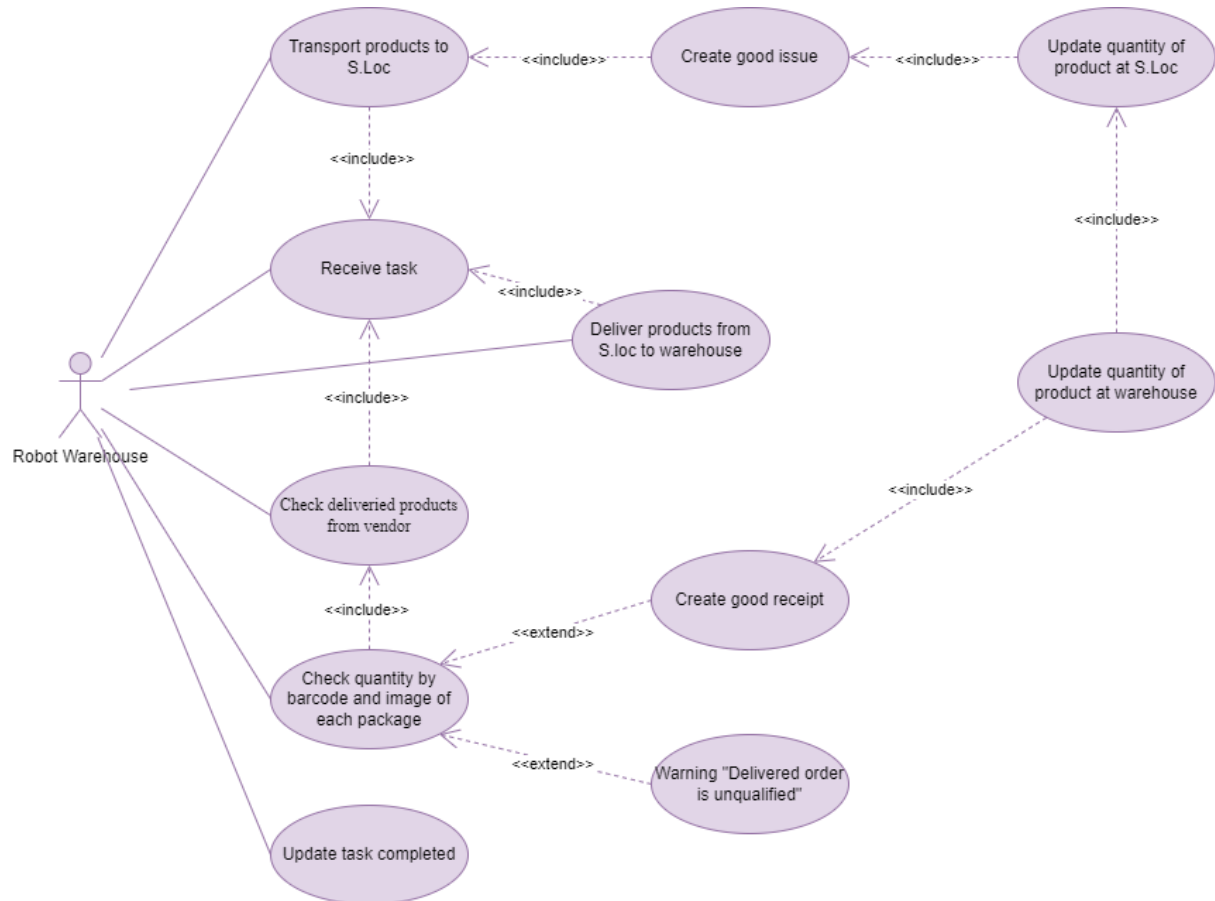 Transport products to
S.Loc
<<include>>
Create good issue
<<include>>
Update quantity of
product at S.Loc
<<include>>
<<include>>
Receive task
<<include>>
Deliver products from
S.loc to warehouse
Update quantity of
product at warehouse
<<include>>
Robot Warehouse
Check deliveried products
from vendor
<<include>>
<<include>>
Create good receipt
<<extend>>
Check quantity by
barcode and image of
each package
<<extend>>
Warning "Delivered order
is unqualified"
Update task completed